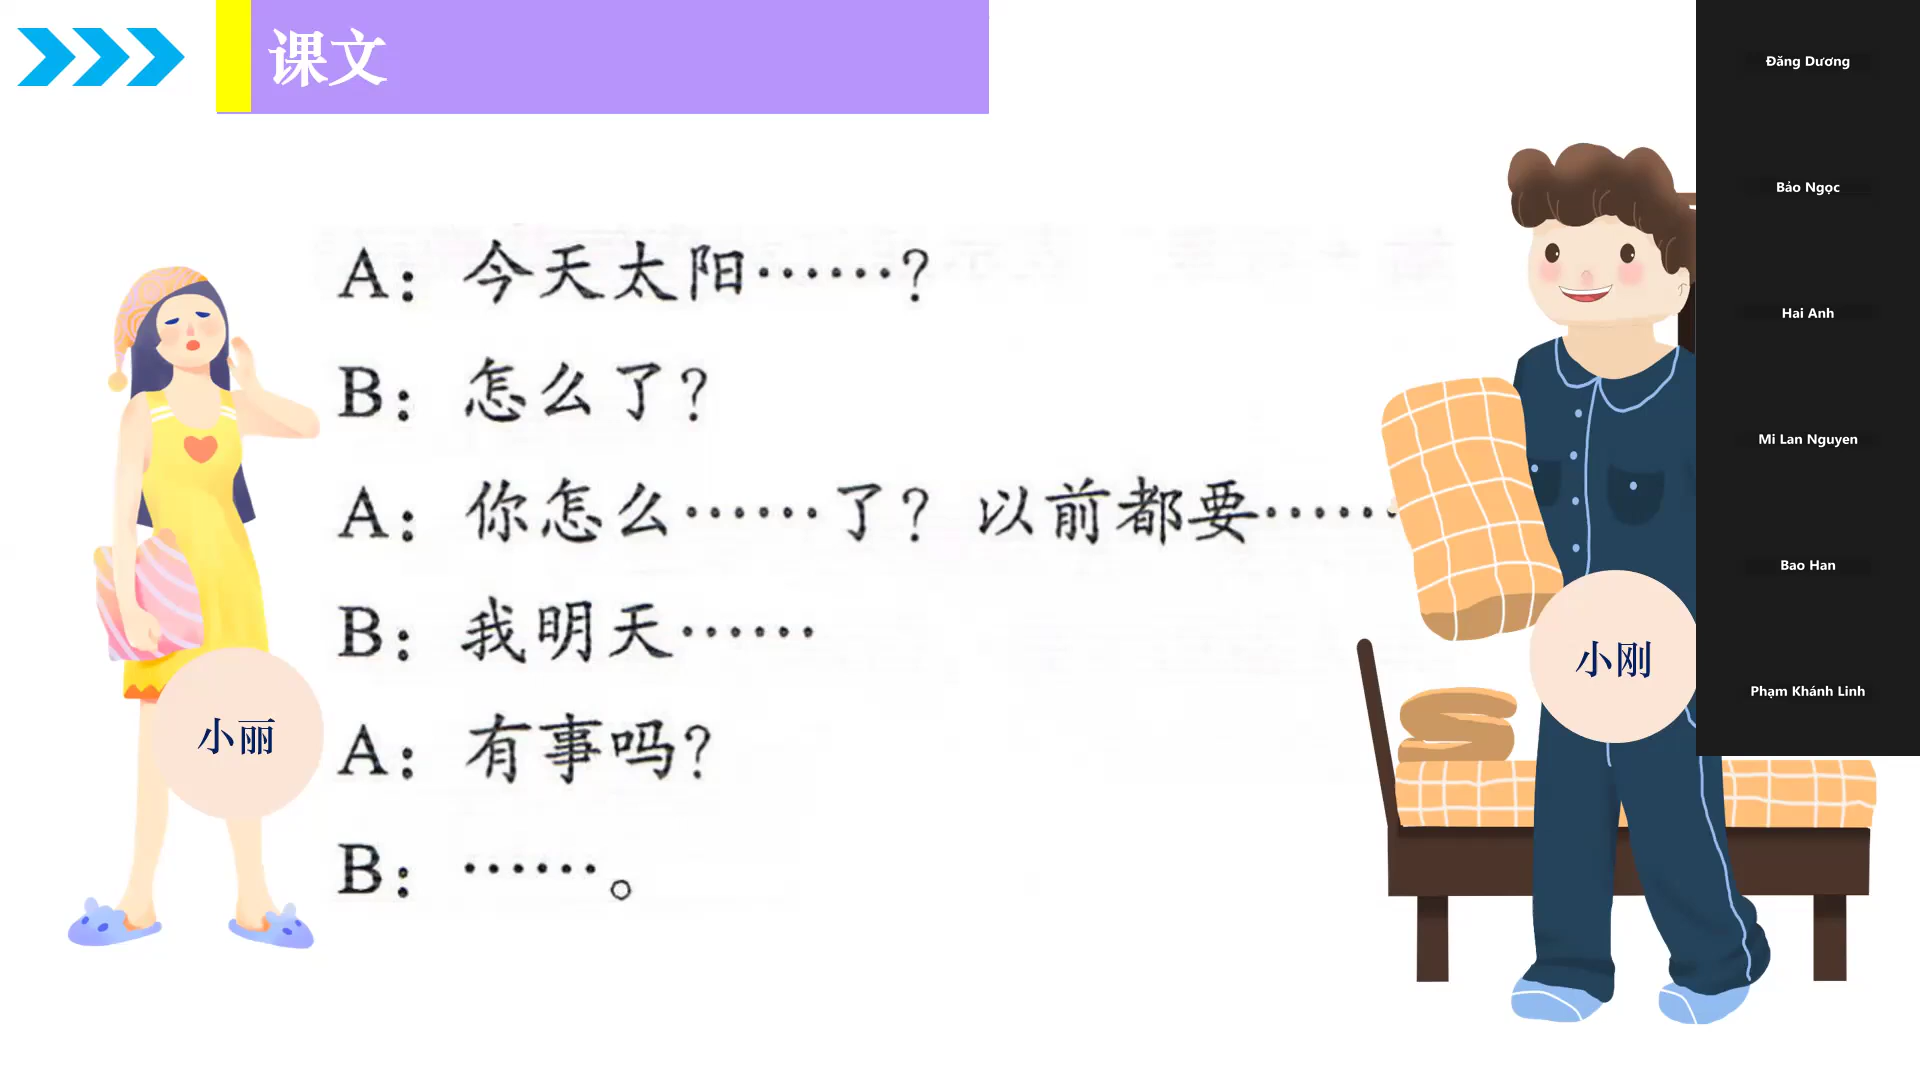 课文
A：今天太阳……？
B：怎么了？
A：你怎么……了？以前都要……
B：我明天……
A：有事吗？
B：……。
小丽
小刚
Đăng Dương
Bảo Ngọc
Hai Anh
Mi Lan Nguyen
Bao Han
Phạm Khánh Linh